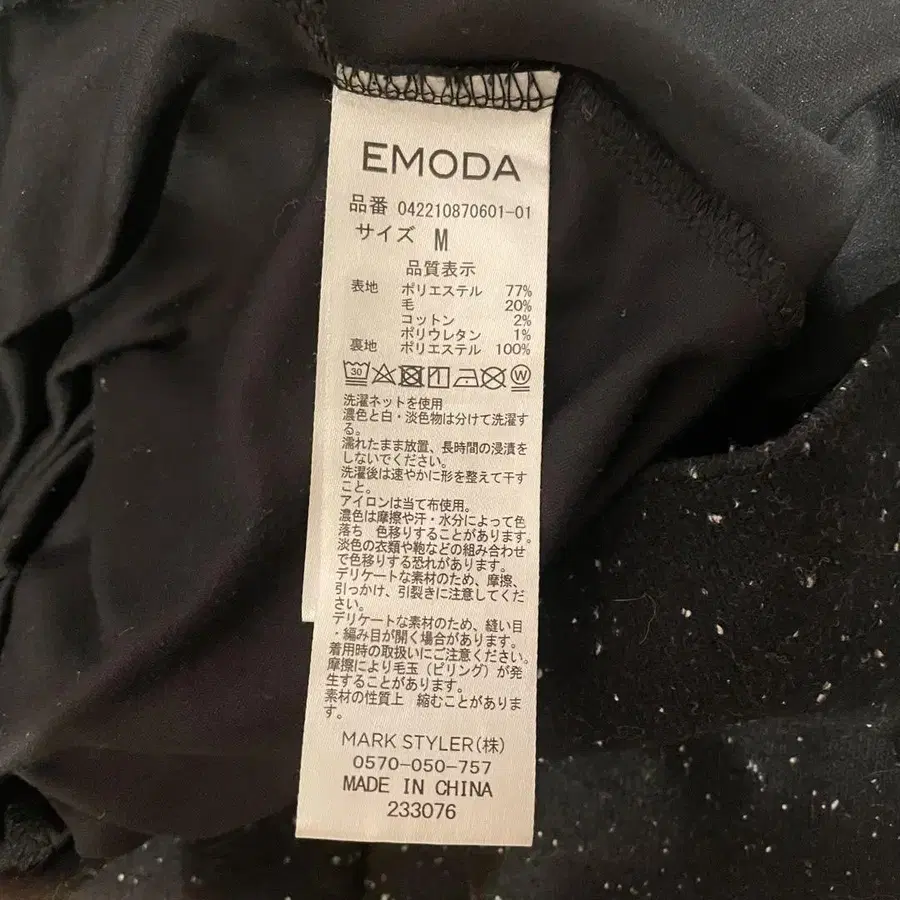 EMODA
品番 042210870601-01
サイズ M
品質表示
表地 ポリエステル 77%
毛 20%
コットン 2%
ポリウレタン 1%
裏地 ポリエステル 100%
30 W
洗濯ネットを使用
濃色と白・淡色物は分けて洗濯す
る。
濡れたまま放置、長時間の浸漬を
しないでください。
洗濯後は速やかに形を整えて干す
こと。
アイロンは当て布使用。
濃色は摩擦や汗・水分によって色
落ち 色移りすることがあります。
淡色の衣類や鞄などの組み合わせ
で色移りする恐れがあります。
デリケートな素材のため、摩擦、
引っかけ、引裂きに注意してくだ
さい。
デリケートな素材のため、縫い目
・編み目が開く場合があります。
着用時の取扱いにご注意ください。
摩擦により毛玉（ピリング）が発
生することがあります。
素材の性質上 縮むことがありま
す。
MARK STYLER(株)
0570-050-757
MADE IN CHINA
233076